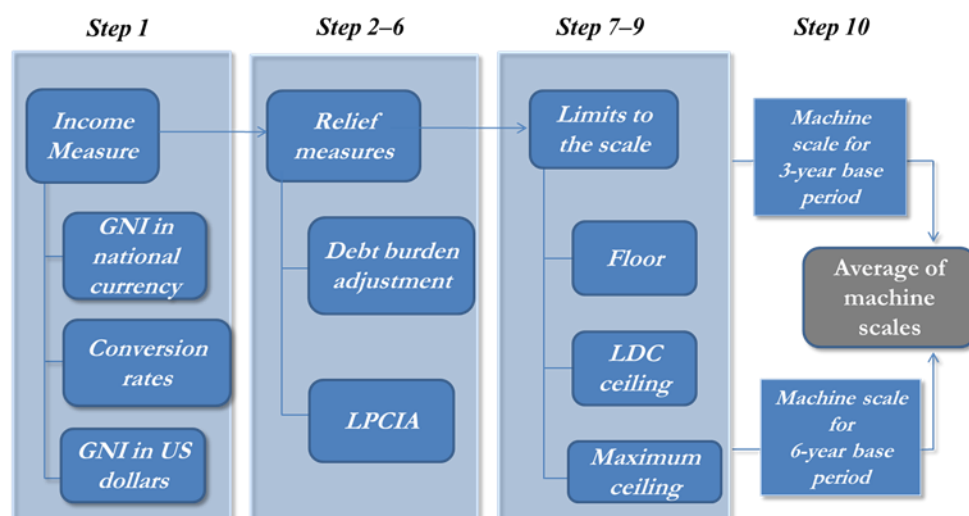 Step 1
Step 2–6
Step 7–9
Step 10
Income
Measure
GNI in
national
currency
Conversion
rates
GNI in US
dollars
Relief
measures
Debt burden
adjustment
LPCIA
Limits to
the scale
Floor
LDC
ceiling
Maximum
ceiling
Machine
scale for
3-year base
period
Average of
machine
scales
Machine scale
for
6-year base
period